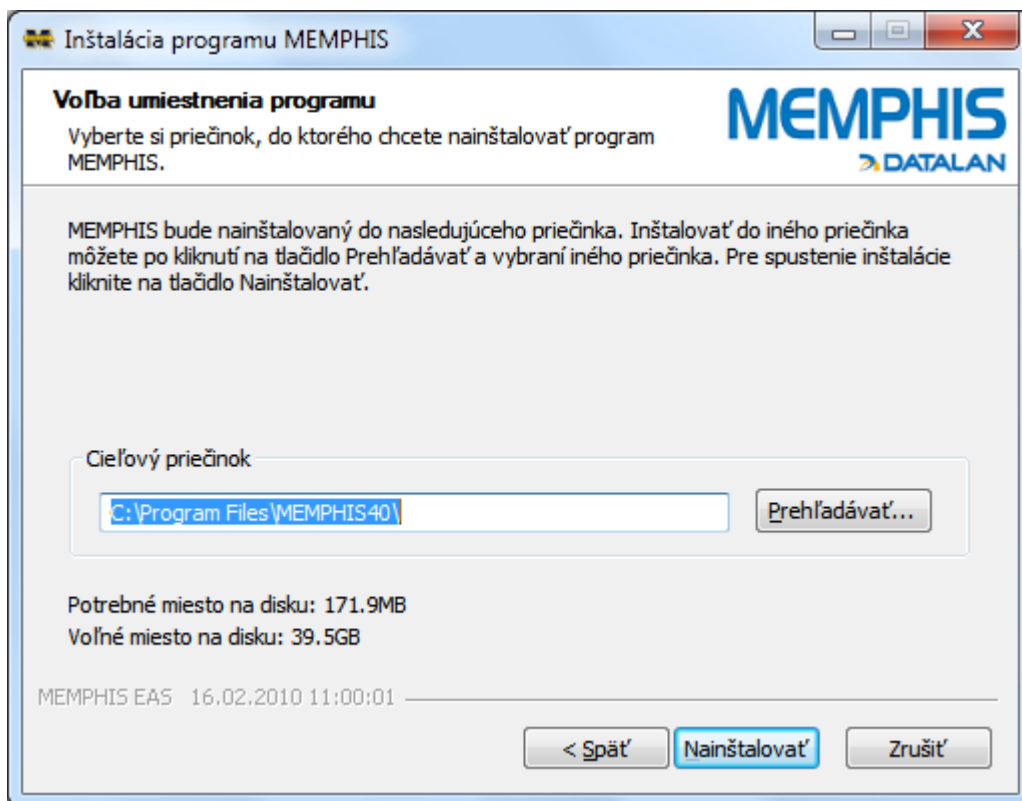 Inštalácia programu MEMPHIS
Voľba umiestnenia programu
Vyberte si priečinok, do ktorého chcete nainštalovať program
MEMPHIS.
MEMPHIS
DATALAN
MEMPHIS bude nainštalovaný do nasledujúceho priečinka. Inštalovať do iného priečinka
môžete po kliknutí na tlačidlo Prehľadávať a vybraní iného priečinka. Pre spustenie inštalácie
kliknite na tlačidlo Nainštalovať.
Cieľový priečinok
C:\Program Files\MEMPHIS40\
Prehľadávať...
Potrebné miesto na disku: 171.9MB
Voľné miesto na disku: 39.5GB
MEMPHIS EAS 16.02.2010 11:00:01
< Späť
Nainštalovať
Zrušiť